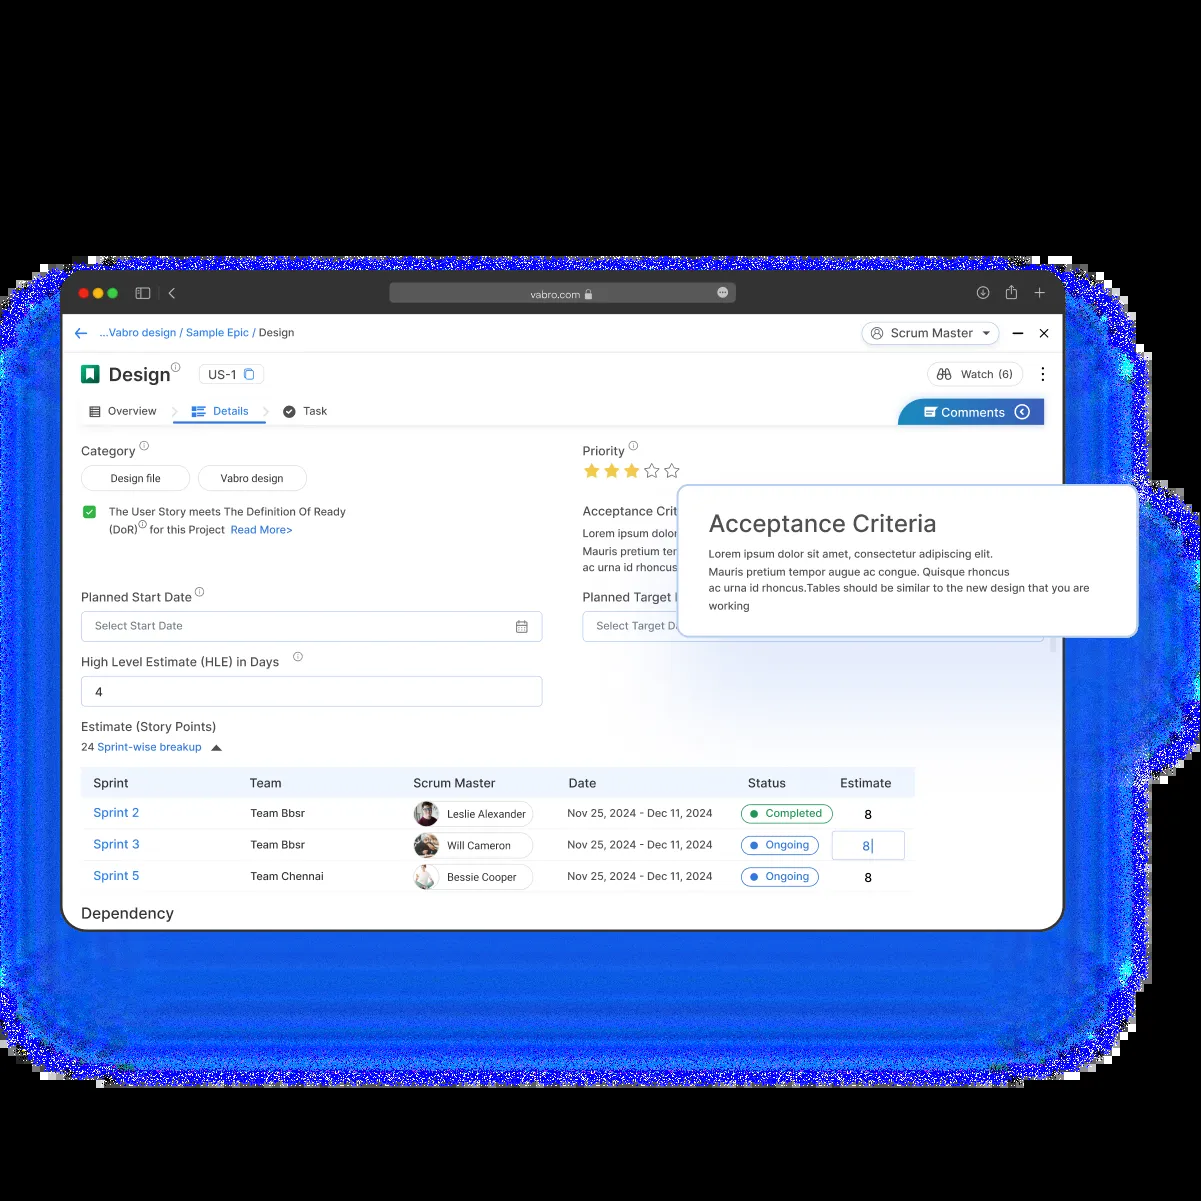 vabro.com
...Vabro design / Sample Epic / Design
Scrum Master
Design
US-1
Watch (6)
Overview
Details
Task
Comments
Category
Design file
Vabro design
The User Story meets The Definition Of Ready
(DoR) for this Project Read More>
Priority
Acceptance Crit
Lorem ipsum dolor
Mauris pretium ter
ac urna id rhoncus
Acceptance Criteria
Lorem ipsum dolor sit amet, consectetur adipiscing elit.
Mauris pretium tempor augue ac congue. Quisque rhoncus
ac urna id rhoncus.Tables should be similar to the new design that you are
working
Planned Start Date
Select Start Date
Planned Target
Select Target Da
High Level Estimate (HLE) in Days
4
Estimate (Story Points)
24 Sprint-wise breakup
Sprint Team Scrum Master Date Status Estimate
Sprint 2 Team Bbsr Leslie Alexander Nov 25, 2024 - Dec 11, 2024 Completed 8
Sprint 3 Team Bbsr Will Cameron Nov 25, 2024 - Dec 11, 2024 Ongoing 8
Sprint 5 Team Chennai Bessie Cooper Nov 25, 2024 - Dec 11, 2024 Ongoing 8
Dependency